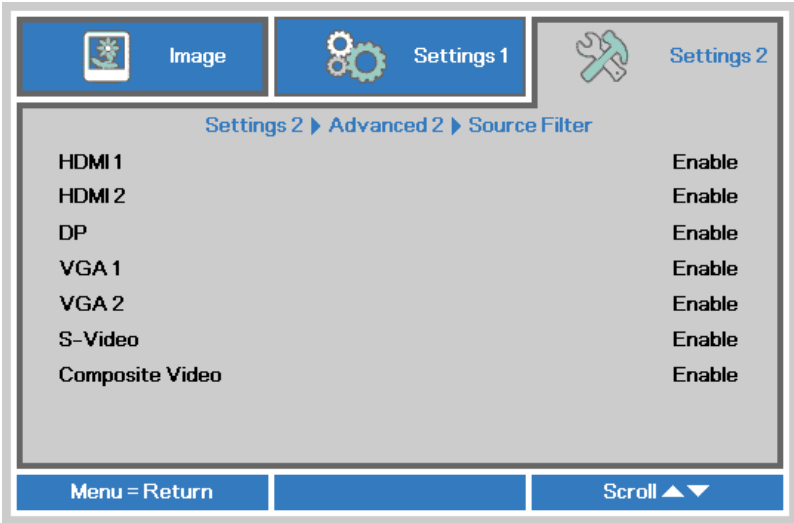 Image Settings 1 Settings 2
Settings 2 ▶ Advanced 2 ▶ Source Filter
HDMI 1 Enable
HDMI 2 Enable
DP Enable
VGA 1 Enable
VGA 2 Enable
S-Video Enable
Composite Video Enable
Menu = Return Scroll ▲▼